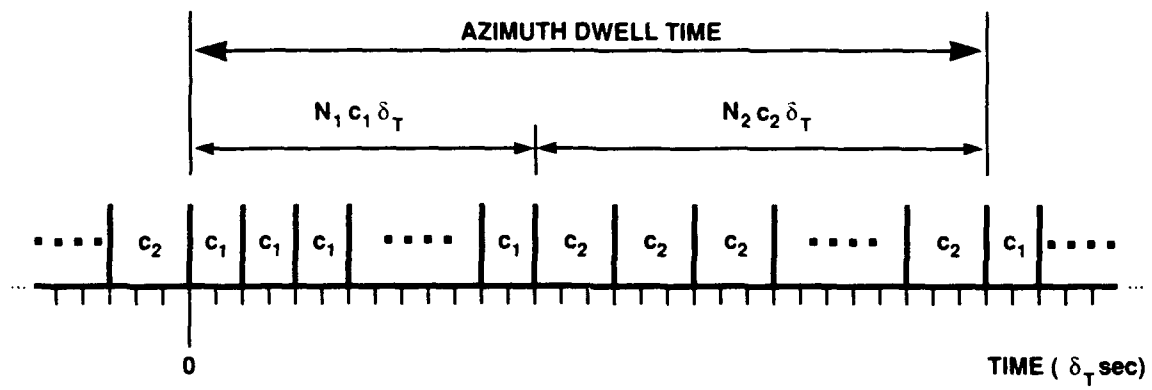 AZIMUTH DWELL TIME
N₁ c₁ δ_T N₂ c₂ δ_T
···· c₂ c₁ c₁ c₁ ···· c₁ c₂ c₂ c₂ ···· c₂ c₁ ····
... ...
0 TIME ( δ_T sec)